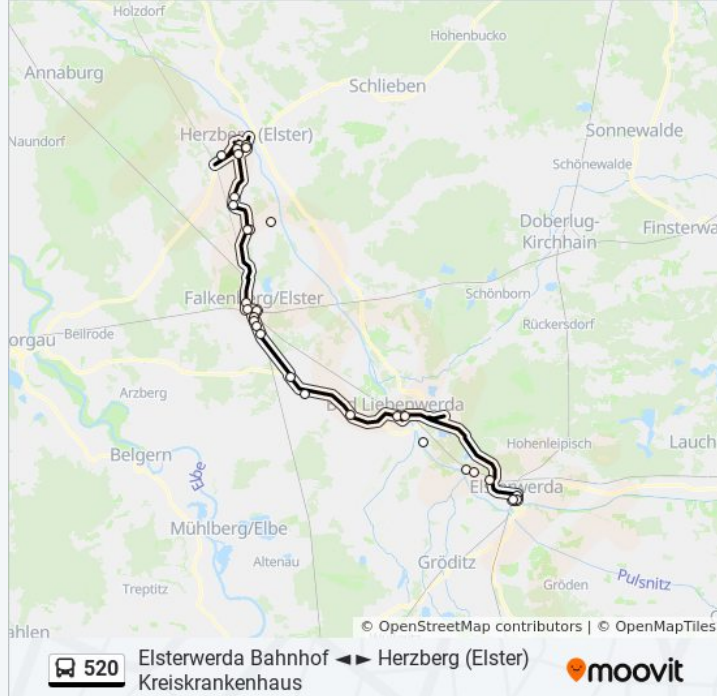 Holzdorf
Hohenbucko
Annaburg
Schlieben
Naundorf
Herzberg (Elster)
Sonnewalde
Schönewalde
Doberlug-
Kirchhain
Finsterwa
Falkenberg/Elster
Schönborn
Rückersdorf
orgau
Beilrode
Arzberg
Bad Liebenwerda
Hohenleipisch
Lauch
Belgern
Elbe
Elsterwerda
Mühlberg/Elbe
Altenau
Gröditz
Treptitz
Gröden
Pulsnitz
ahlen
© OpenStreetMap contributors | © OpenMapTiles
520
Elsterwerda Bahnhof ◄► Herzberg (Elster)
Kreiskrankenhaus
moovit